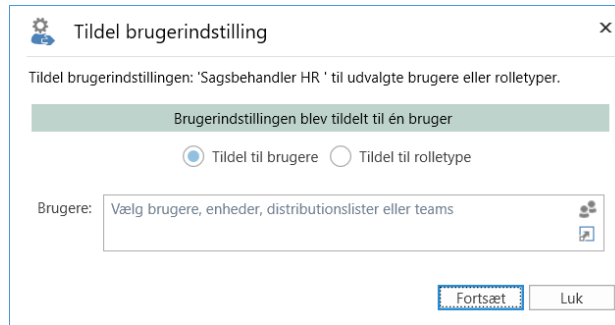 Tildel brugerindstilling
Tildel brugerindstillingen: 'Sagsbehandler HR ' til udvalgte brugere eller rolletyper.
Brugerindstillingen blev tildelt til én bruger
Tildel til brugere Tildel til rolletype
Brugere: Vælg brugere, enheder, distributionslister eller teams
Fortsæt Luk